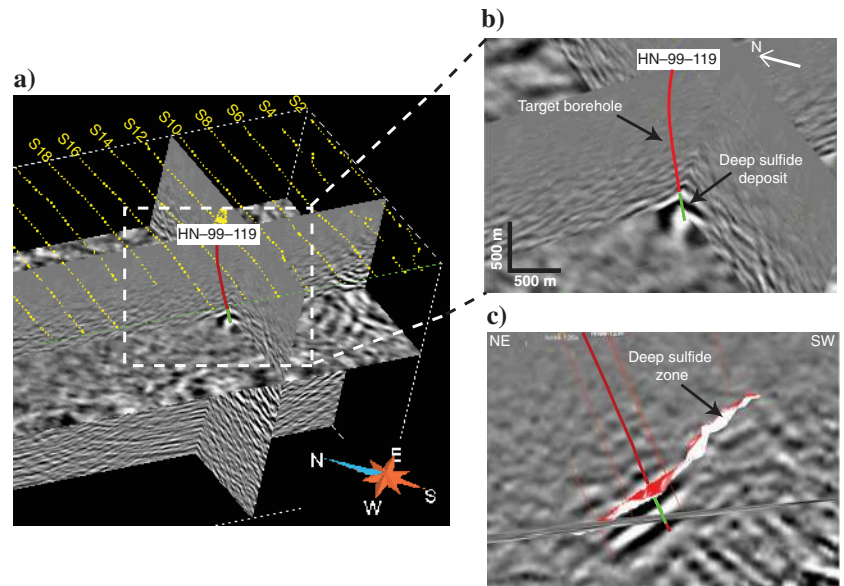 a)
S18
S16
S14
S12
S10
S8
S6
S4
S2
HN–99–119
N
E
W
S
b)
HN–99–119
N
Target borehole
Deep sulfide
deposit
500 m
500 m
c)
NE
SW
Deep sulfide
zone